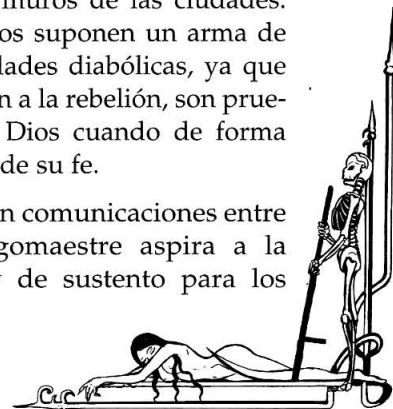 muros de las ciudades.
os suponen un arma de
dades diabólicas, ya que
n a la rebelión, son prue-
Dios cuando de forma
de su fe.
n comunicaciones entre
gomaestre aspira a la
de sustento para los